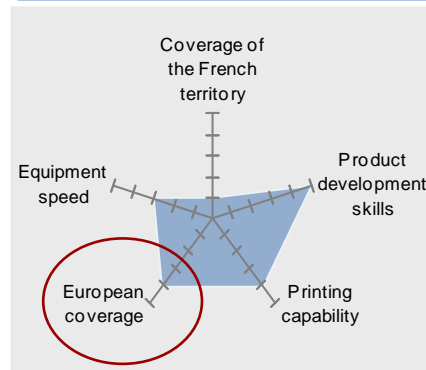 Coverage of
the French
territory
Equipment
speed
Product
development
skills
European
coverage
Printing
capability